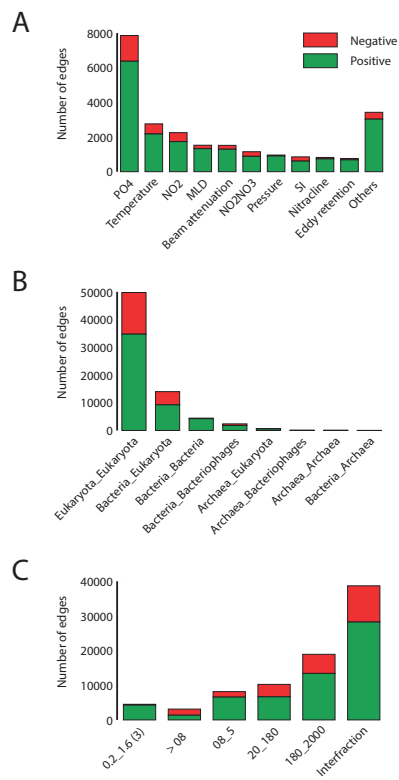 A
Number of edges
8000
6000
4000
2000
0
Negative
Positive
PO4
Temperature
NO2
MLD
Beam attenuation
NO2NO3
Pressure
SI
Nitracline
Eddy retention
Others
B
Number of edges
50000
40000
30000
20000
10000
0
Eukaryota_Eukaryota
Bacteria_Eukaryota
Bacteria_Bacteria
Bacteria_Bacteriophages
Archaea_Eukaryota
Archaea_Bacteriophages
Archaea_Archaea
Bacteria_Archaea
C
Number of edges
40000
30000
20000
10000
0
0.2_1.6 (3)
> 08
08_5
20_180
180_2000
Interfraction